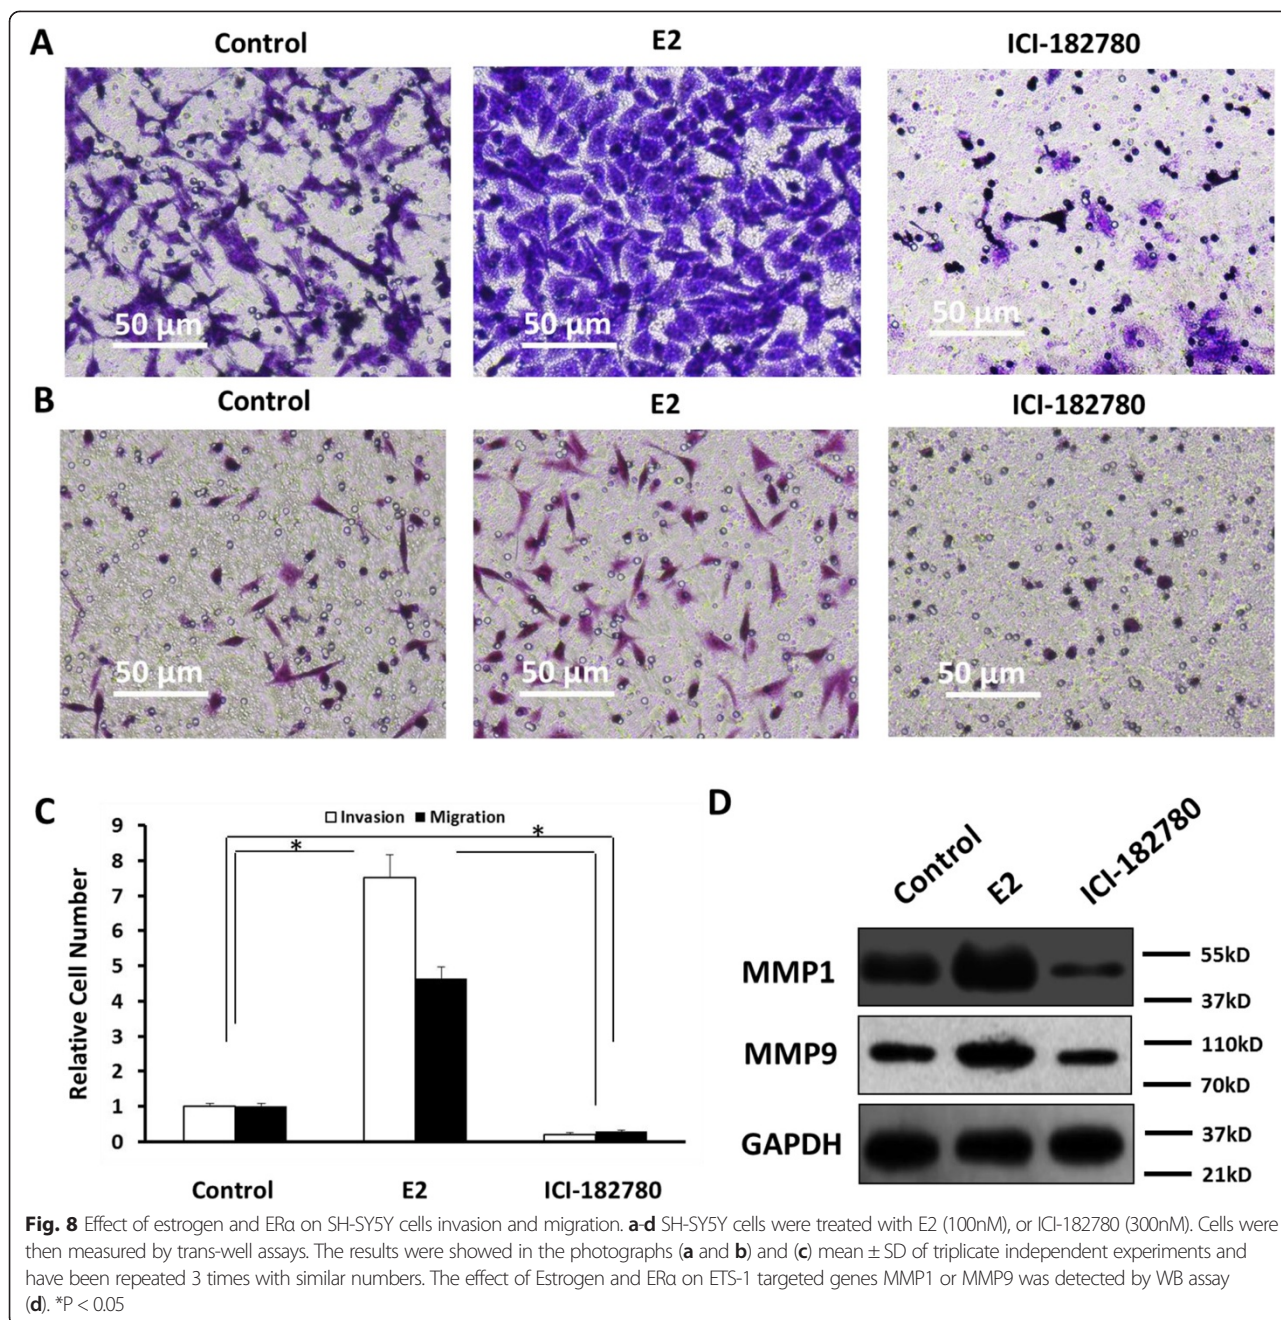 A
Control
E2
ICI-182780
50 µm
50 µm
50 µm
B
Control
E2
ICI-182780
50 µm
50 µm
50 µm
C
Invasion Migration
9
8
7
6
5
4
3
2
1
0
Relative Cell Number
*
*
Control
E2
ICI-182780
D
Control
E2
ICI-182780
MMP1
55kD
37kD
MMP9
110kD
70kD
GAPDH
37kD
21kD
Fig. 8 Effect of estrogen and ERα on SH-SY5Y cells invasion and migration. a-d SH-SY5Y cells were treated with E2 (100nM), or ICI-182780 (300nM). Cells were
then measured by trans-well assays. The results were showed in the photographs (a and b) and (c) mean ± SD of triplicate independent experiments and
have been repeated 3 times with similar numbers. The effect of Estrogen and ERα on ETS-1 targeted genes MMP1 or MMP9 was detected by WB assay
(d). *P < 0.05